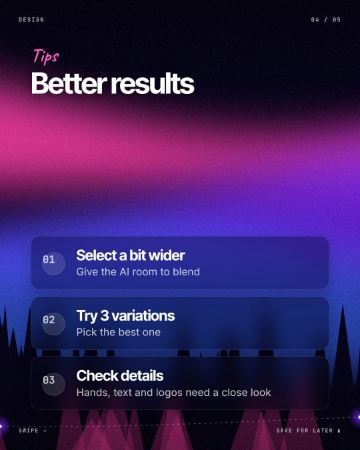 DESIGN
04 / 05
Tips
Better results
01
Select a bit wider
Give the AI room to blend
02
Try 3 variations
Pick the best one
03
Check details
Hands, text and logos need a close look
SWIPE →
SAVE FOR LATER